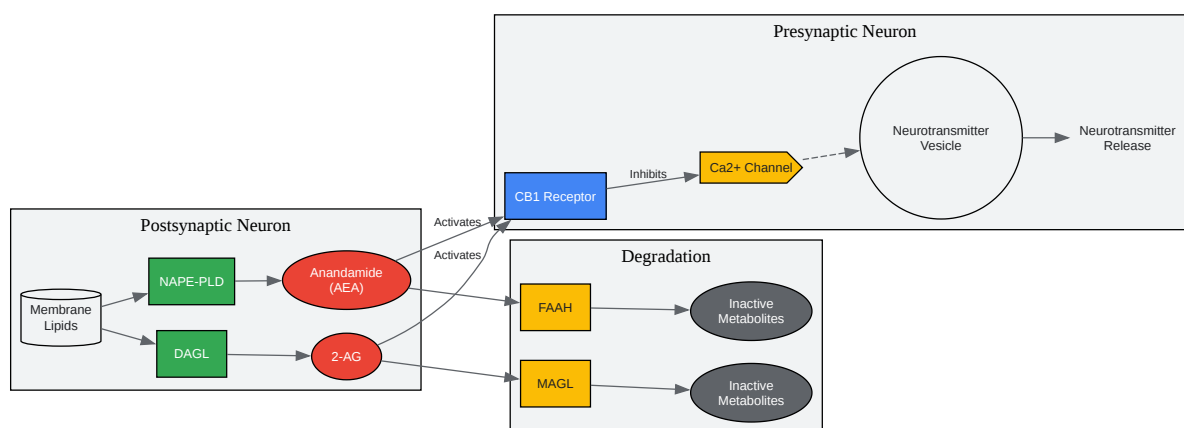 Presynaptic Neuron
Neurotransmitter
Vesicle
Neurotransmitter
Release
Ca2+ Channel
Inhibits
CB1 Receptor
Activates
Activates
Postsynaptic Neuron
Membrane
Lipids
NAPE-PLD
Anandamide
(AEA)
DAGL
2-AG
Degradation
FAAH
Inactive
Metabolites
MAGL
Inactive
Metabolites